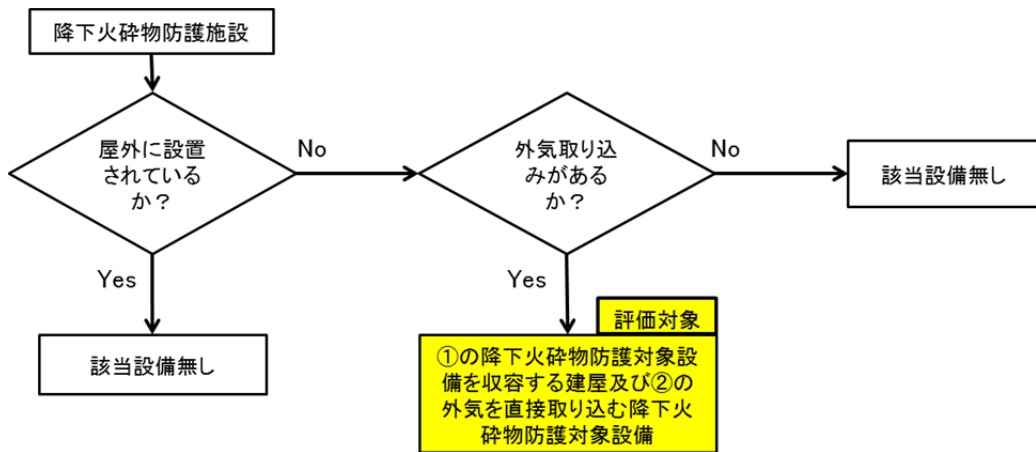 降下火砕物防護施設
屋外に設置
されている
か？
No
外気取り込
みがある
か？
No
該当設備無し
Yes
Yes
評価対象
該当設備無し
①の降下火砕物防護対象設
備を収容する建屋及び②の
外気を直接取り込む降下火
砕物防護対象設備